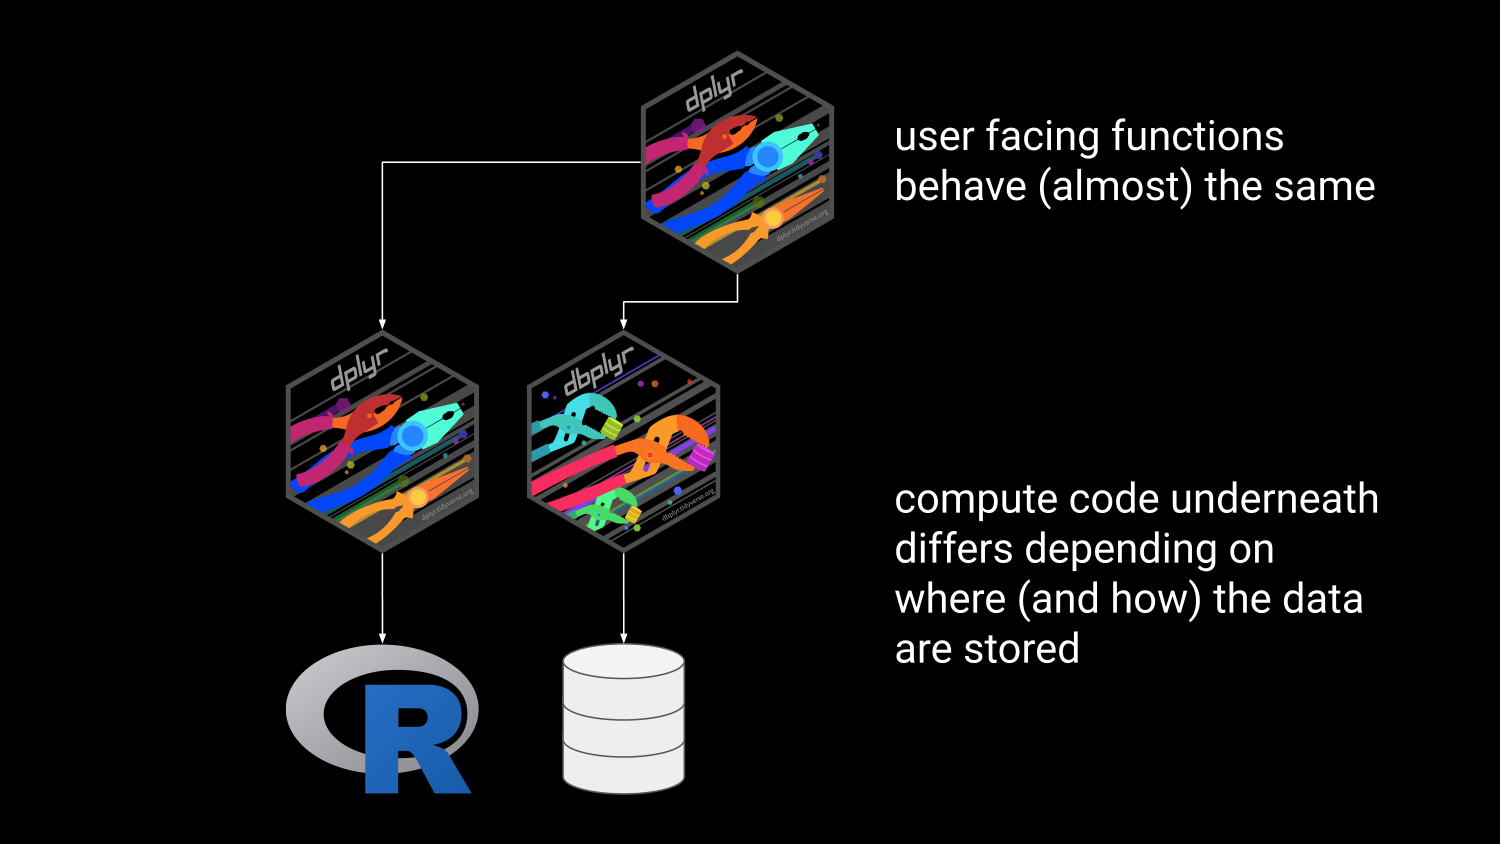 dplyr
dplyr.tidyverse.org
user facing functions
behave (almost) the same
dplyr
dplyr.tidyverse.org
dbplyr
dbplyr.tidyverse.org
R
compute code underneath
differs depending on
where (and how) the data
are stored